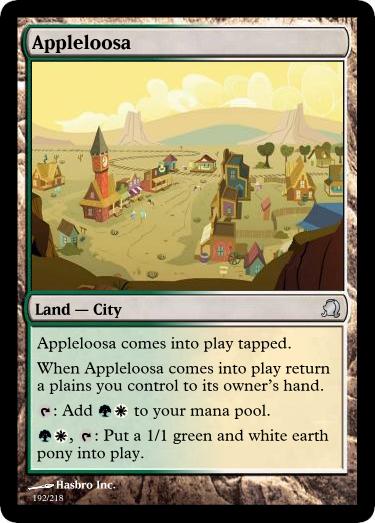 Appleloosa
Land — City
Appleloosa comes into play tapped.
When Appleloosa comes into play return
a plains you control to its owner's hand.
: Add to your mana pool.
, : Put a 1/1 green and white earth
pony into play.
Hasbro Inc.
192/218